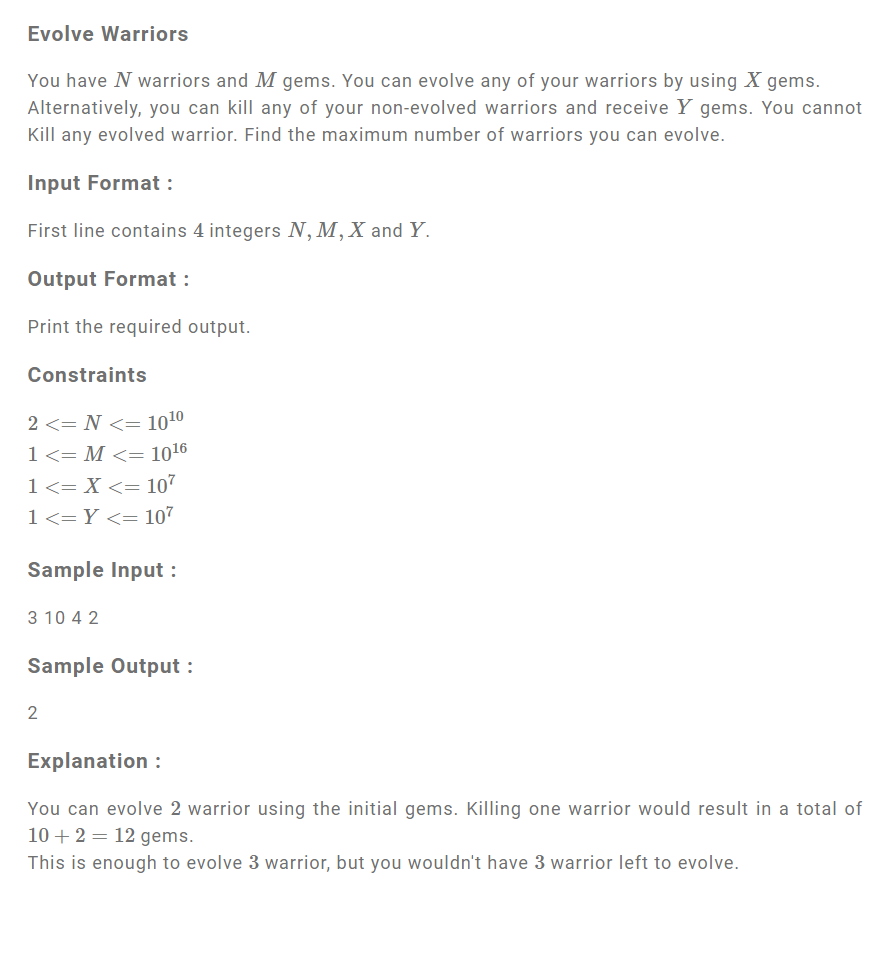 Evolve Warriors
You have N warriors and M gems. You can evolve any of your warriors by using X gems.
Alternatively, you can kill any of your non-evolved warriors and receive Y gems. You cannot
Kill any evolved warrior. Find the maximum number of warriors you can evolve.
Input Format :
First line contains 4 integers N, M, X and Y.
Output Format :
Print the required output.
Constraints
2 <= N <= 10^10
1 <= M <= 10^16
1 <= X <= 10^7
1 <= Y <= 10^7
Sample Input :
3 10 4 2
Sample Output :
2
Explanation :
You can evolve 2 warrior using the initial gems. Killing one warrior would result in a total of
10 + 2 = 12 gems.
This is enough to evolve 3 warrior, but you wouldn't have 3 warrior left to evolve.